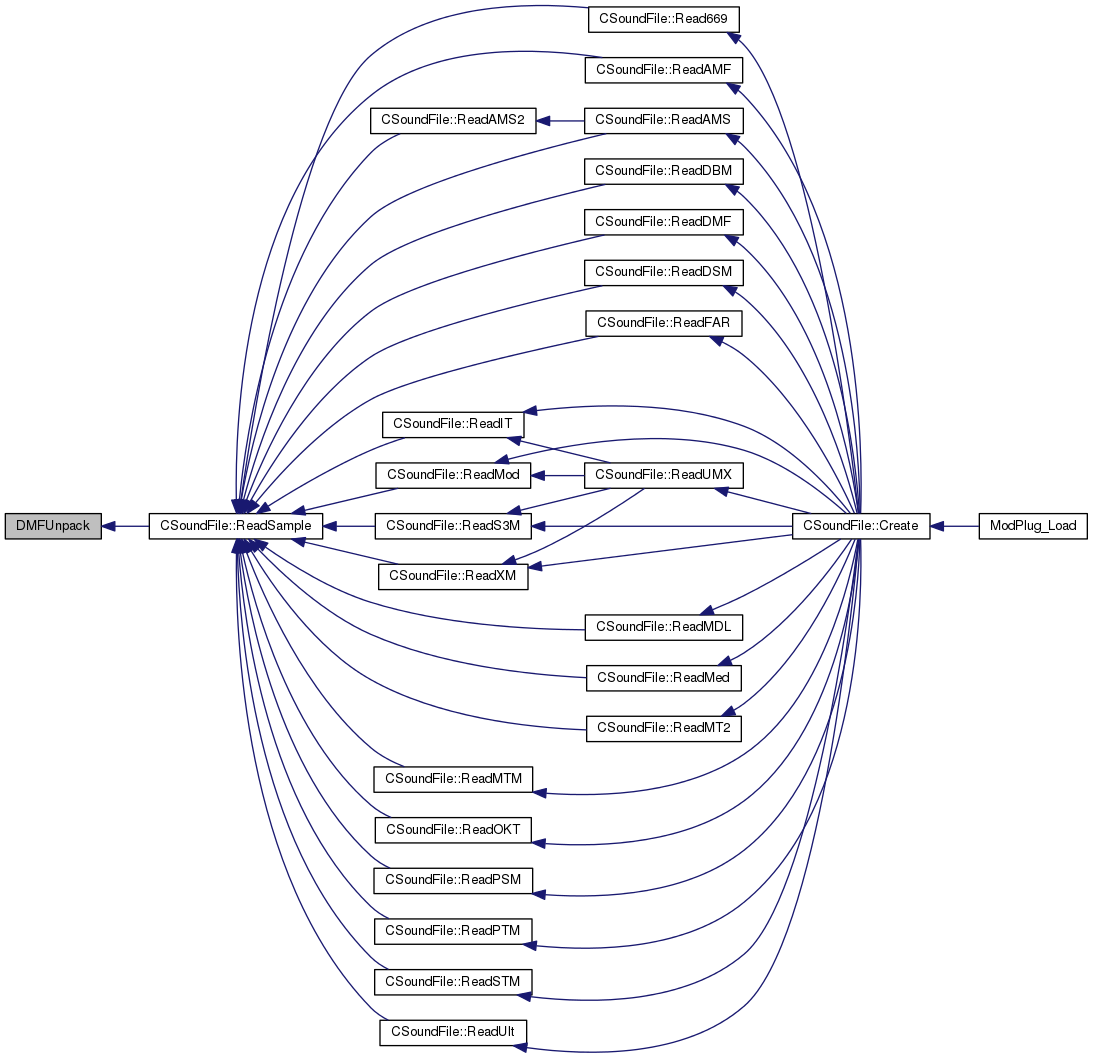 CSoundFile::Read669
CSoundFile::ReadAMF
CSoundFile::ReadAMS2
CSoundFile::ReadAMS
CSoundFile::ReadDBM
CSoundFile::ReadDMF
CSoundFile::ReadDSM
CSoundFile::ReadFAR
CSoundFile::ReadIT
CSoundFile::ReadMod
CSoundFile::ReadUMX
DMFUnpack
CSoundFile::ReadSample
CSoundFile::ReadS3M
CSoundFile::Create
ModPlug_Load
CSoundFile::ReadXM
CSoundFile::ReadMDL
CSoundFile::ReadMed
CSoundFile::ReadMT2
CSoundFile::ReadMTM
CSoundFile::ReadOKT
CSoundFile::ReadPSM
CSoundFile::ReadPTM
CSoundFile::ReadSTM
CSoundFile::ReadUlt